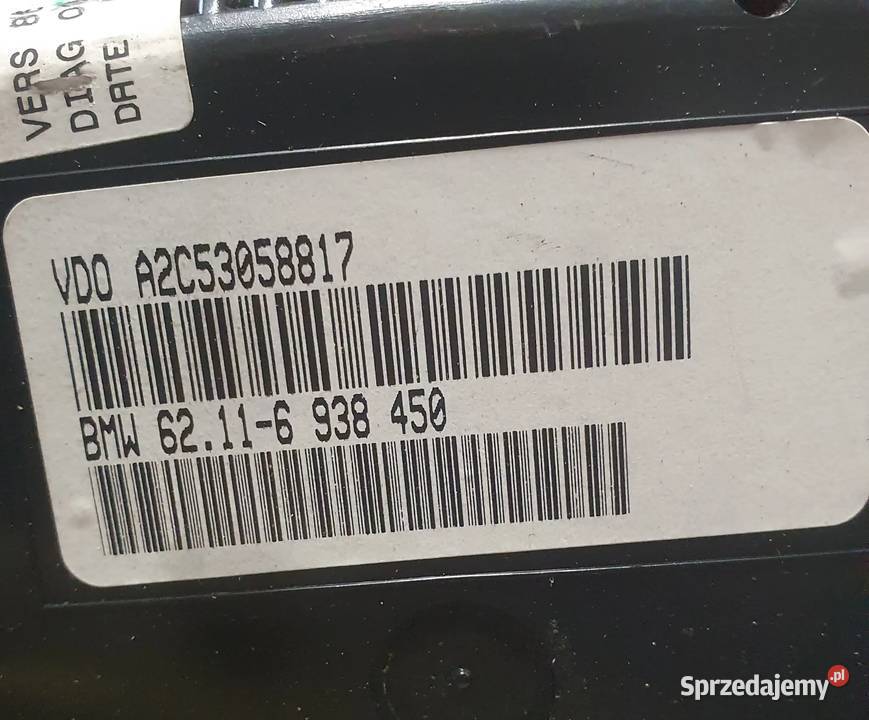 VERS
DIAG
DATE
VDO A2C53058817
BMW 62.11-6 938 450
Sprzedajemy.pl